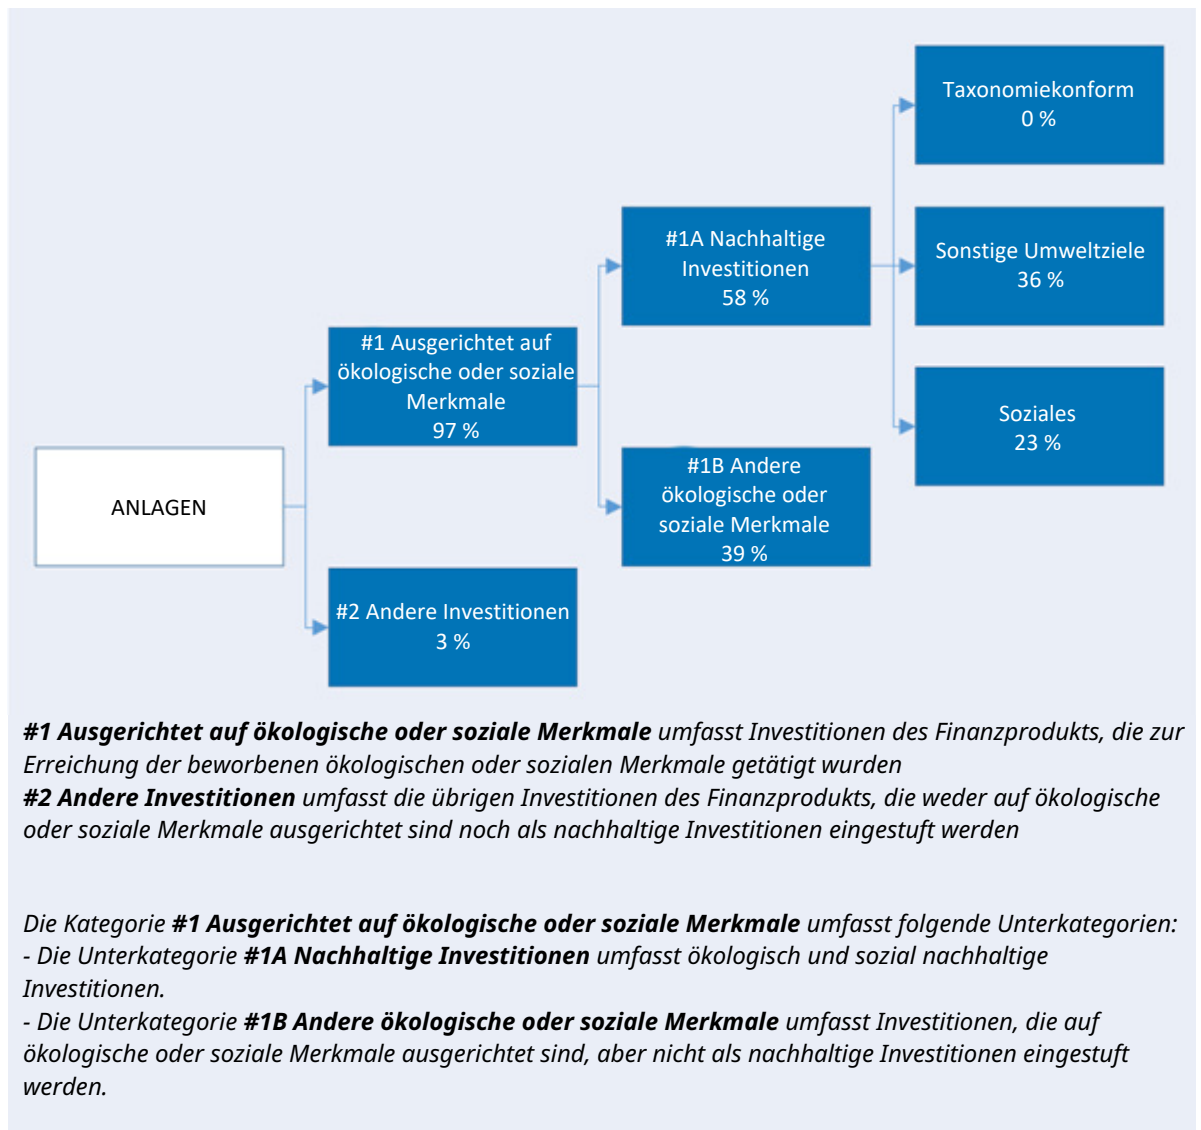 Taxonomiekonform
0 %
#1A Nachhaltige
Investitionen
58 %
Sonstige Umweltziele
36 %
#1 Ausgerichtet auf
ökologische oder soziale
Merkmale
97 %
Soziales
23 %
ANLAGEN
#1B Andere
ökologische oder
soziale Merkmale
39 %
#2 Andere Investitionen
3 %
#1 Ausgerichtet auf ökologische oder soziale Merkmale umfasst Investitionen des Finanzprodukts, die zur
Erreichung der beworbenen ökologischen oder sozialen Merkmale getätigt wurden
#2 Andere Investitionen umfasst die übrigen Investitionen des Finanzprodukts, die weder auf ökologische
oder soziale Merkmale ausgerichtet sind noch als nachhaltige Investitionen eingestuft werden
Die Kategorie #1 Ausgerichtet auf ökologische oder soziale Merkmale umfasst folgende Unterkategorien:
- Die Unterkategorie #1A Nachhaltige Investitionen umfasst ökologisch und sozial nachhaltige
Investitionen.
- Die Unterkategorie #1B Andere ökologische oder soziale Merkmale umfasst Investitionen, die auf
ökologische oder soziale Merkmale ausgerichtet sind, aber nicht als nachhaltige Investitionen eingestuft
werden.